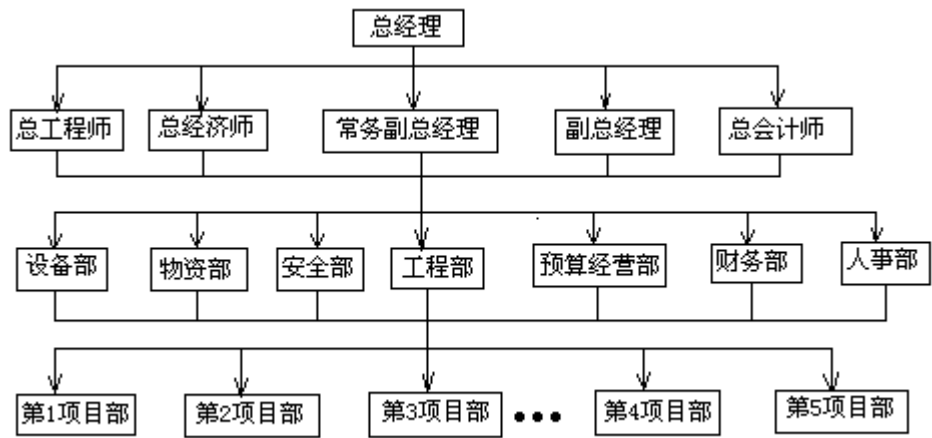 总经理
总工程师 总经济师 常务副总经理 副总经理 总会计师
设备部 物资部 安全部 工程部 预算经营部 财务部 人事部
第1项目部 第2项目部 第3项目部 ●●● 第4项目部 第5项目部